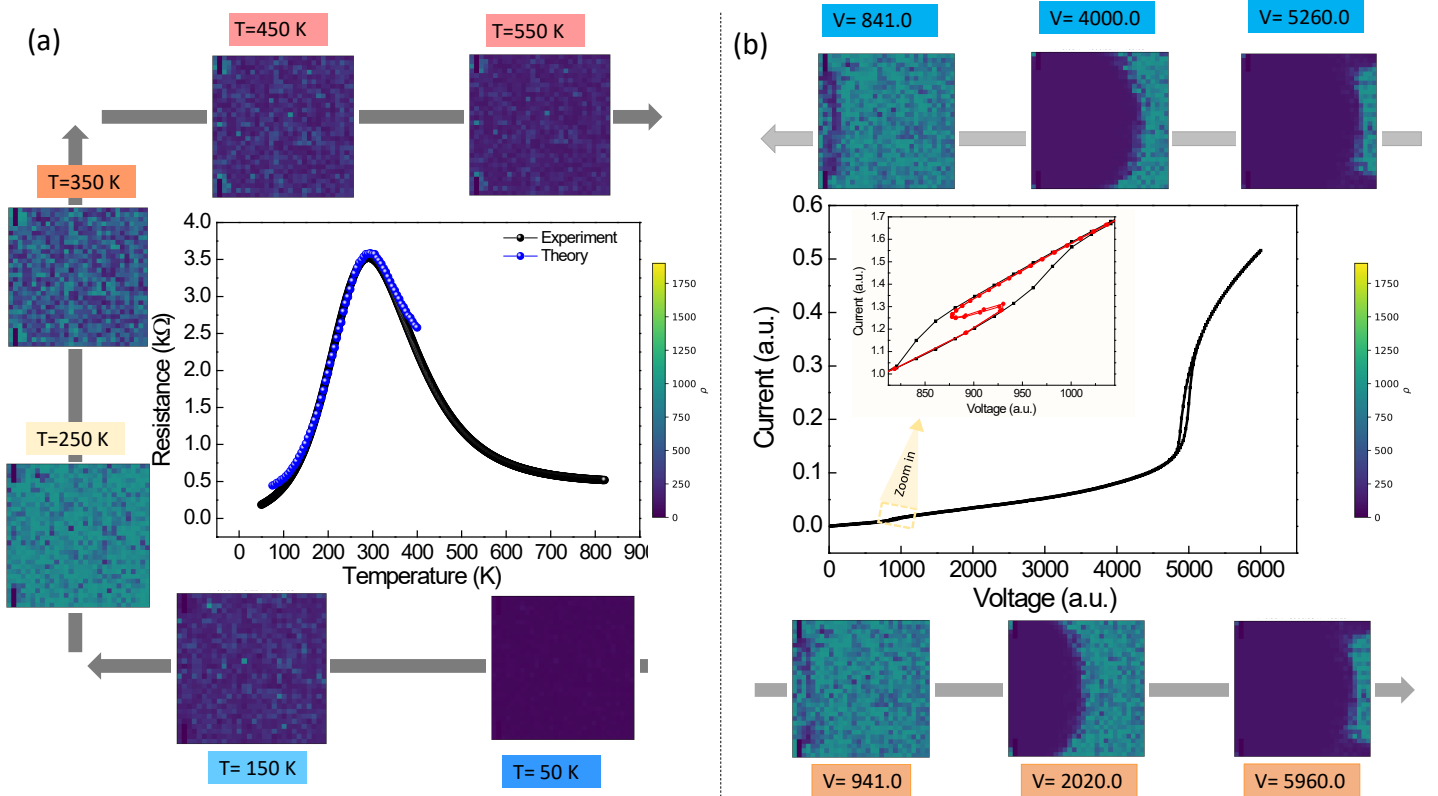 (a)
T=450 K
T=550 K
T=350 K
T=250 K
T= 150 K
T= 50 K
4.0
3.5
3.0
2.5
2.0
1.5
1.0
0.5
0.0
Resistance (kΩ)
Experiment
Theory
0 100 200 300 400 500 600 700 800 900
Temperature (K)
1750
1500
1250
1000
750
500
250
0
ρ
(b)
V= 841.0
V= 4000.0
V= 5260.0
0.6
0.5
0.4
0.3
0.2
0.1
0.0
Current (a.u.)
1.7
1.6
1.5
1.4
1.3
1.2
1.1
1.0
Current (a.u.)
850 900 950 1000
Voltage (a.u.)
Zoom in
0 1000 2000 3000 4000 5000 6000
Voltage (a.u.)
1750
1500
1250
1000
750
500
250
0
ρ
V= 941.0
V= 2020.0
V= 5960.0